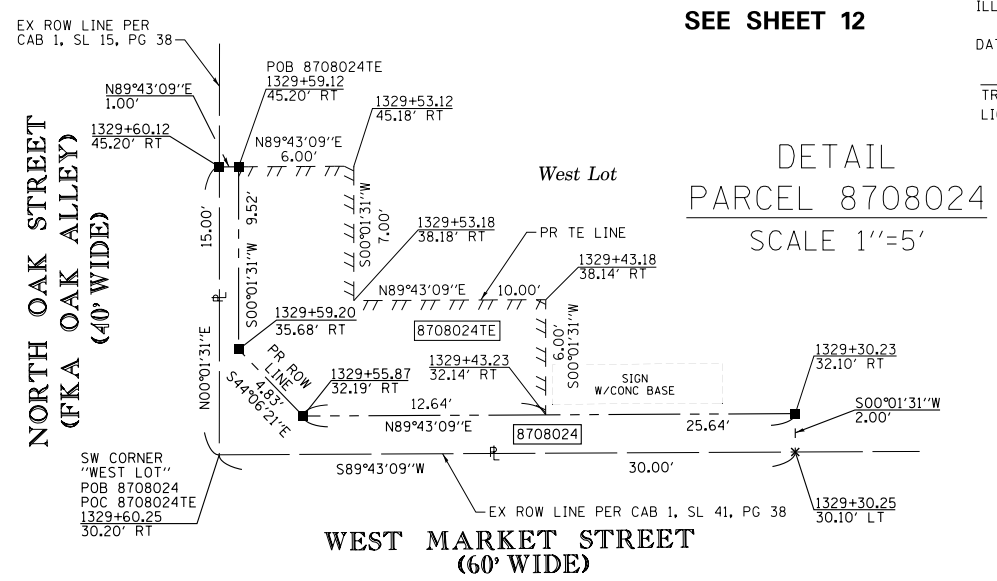 SEE SHEET 12
ILL
DAT
TR
LI
EX ROW LINE PER
CAB 1, SL 15, PG 38
N89°43'09"E
1.00'
1329+60.12
45.20' RT
POB 8708024TE
1329+59.12
45.20' RT
N89°43'09"E
6.00'
1329+53.12
45.18' RT
West Lot
DETAIL
PARCEL 8708024
SCALE 1''=5'
NORTH OAK STREET
(FKA OAK ALLEY)
(40' WIDE)
15.00'
S00°01'31"W 9.52'
S00°01'31"W
7.00'
1329+53.18
38.18' RT
PR TE LINE
1329+43.18
38.14' RT
N89°43'09"E 10.00'
PL
N00°01'31"E
1329+59.20
35.68' RT
8708024TE
S00°01'31"W
6.00'
PR ROW
LINE
4.83'
S44°06'21"E
1329+55.87
32.19' RT
1329+43.23
32.14' RT
SIGN
W/CONC BASE
1329+30.23
32.10' RT
12.64'
N89°43'09"E
8708024
25.64'
S00°01'31"W
2.00'
SW CORNER
"WEST LOT"
POB 8708024
POC 8708024TE
1329+60.25
30.20' RT
S89°43'09"W
PL
30.00'
EX ROW LINE PER CAB 1, SL 41, PG 38
1329+30.25
30.10' LT
WEST MARKET STREET
(60' WIDE)